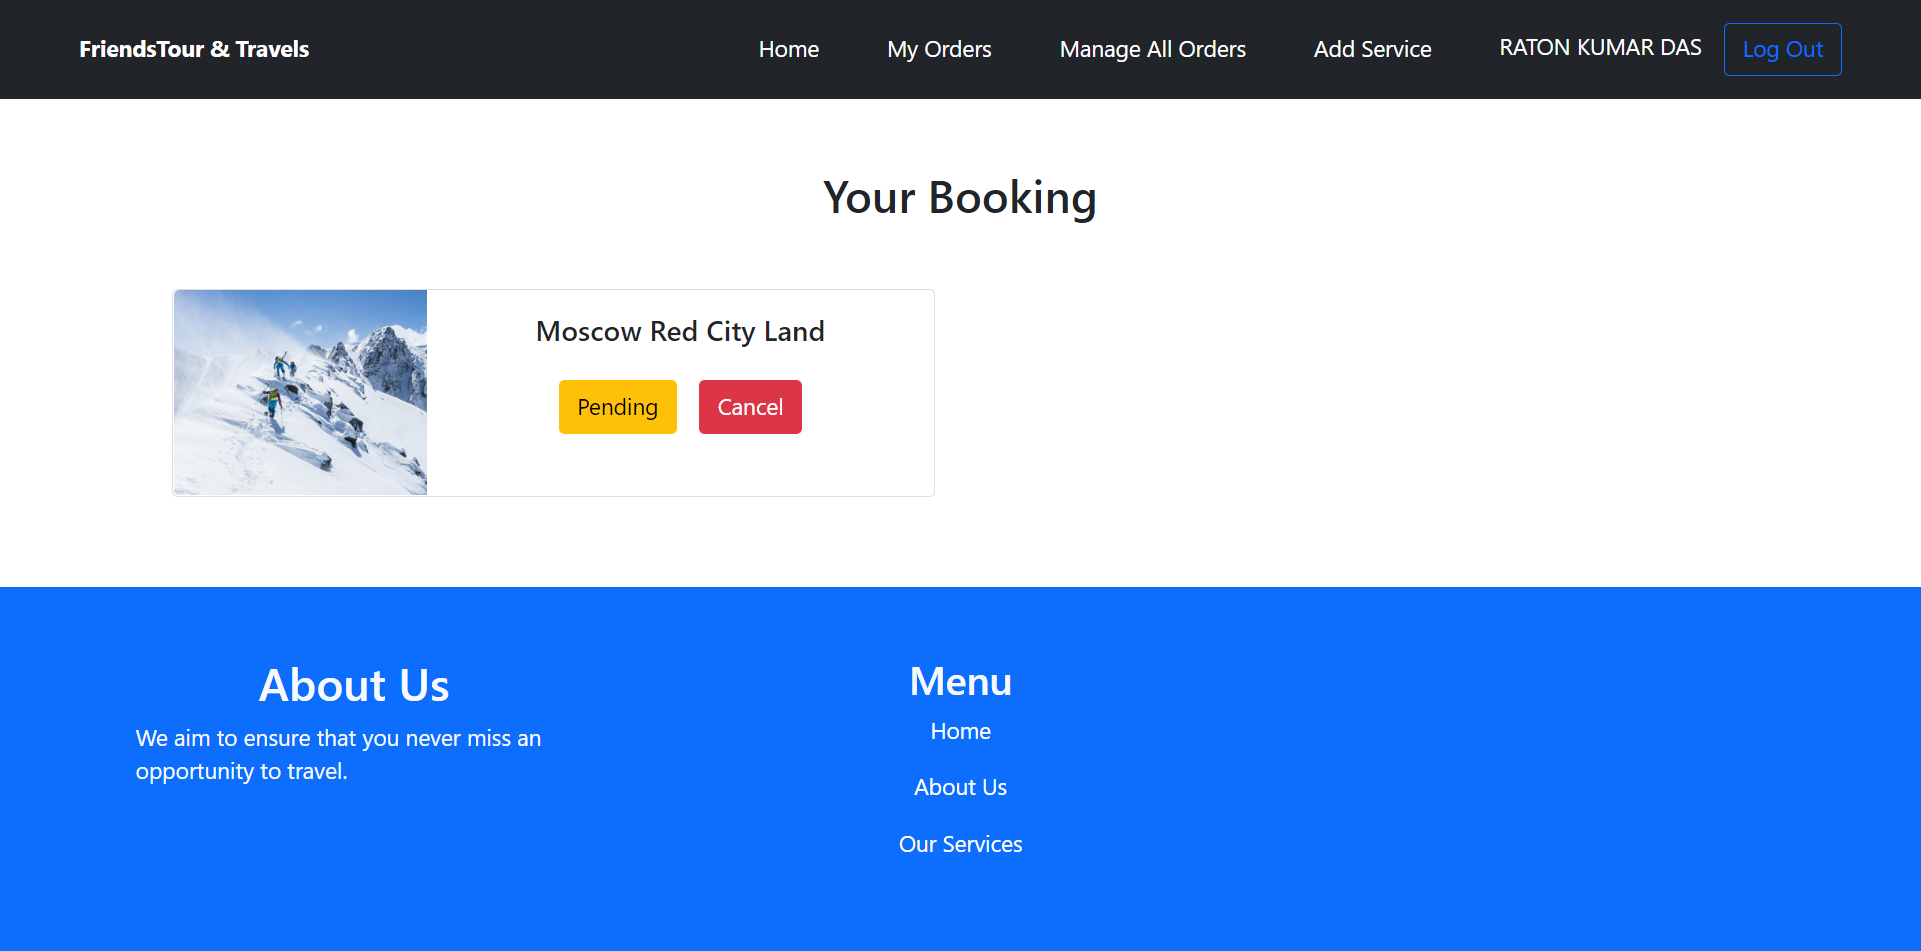 FriendsTour & Travels
Home
My Orders
Manage All Orders
Add Service
RATON KUMAR DAS
Log Out
Your Booking
Moscow Red City Land
Pending
Cancel
About Us
We aim to ensure that you never miss an
opportunity to travel.
Menu
Home
About Us
Our Services